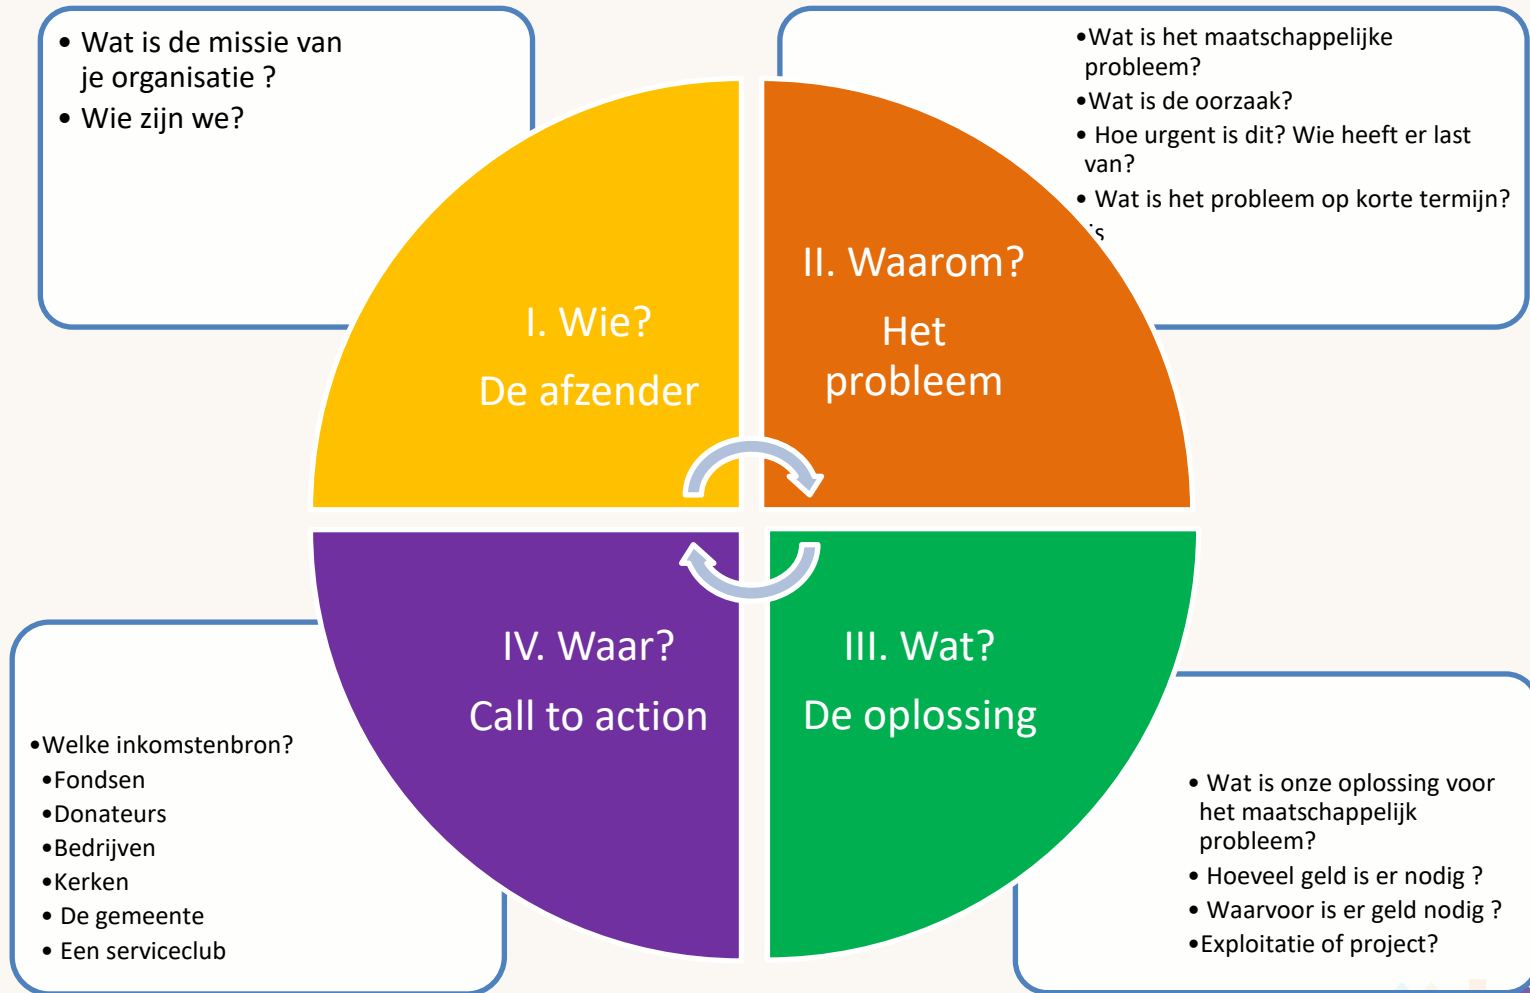 • Wat is de missie van
je organisatie ?
• Wie zijn we?
•Wat is het maatschappelijke
probleem?
•Wat is de oorzaak?
• Hoe urgent is dit? Wie heeft er last
van?
• Wat is het probleem op korte termijn?
I. Wie?
De afzender
II. Waarom?
Het
probleem
IV. Waar?
Call to action
III. Wat?
De oplossing
•Welke inkomstenbron?
•Fondsen
•Donateurs
•Bedrijven
•Kerken
• De gemeente
• Een serviceclub
• Wat is onze oplossing voor
het maatschappelijk
probleem?
• Hoeveel geld is er nodig ?
• Waarvoor is er geld nodig ?
•Exploitatie of project?